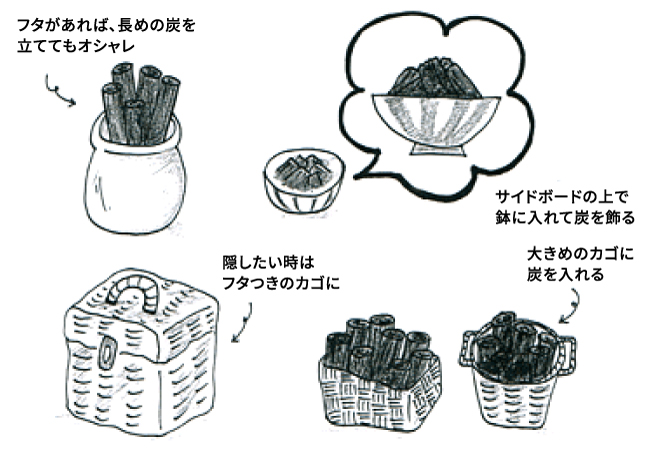 フタがあれば、長めの炭を
立ててもオシャレ
サイドボードの上で
鉢に入れて炭を飾る
隠したい時は
フタつきのカゴに
大きめのカゴに
炭を入れる